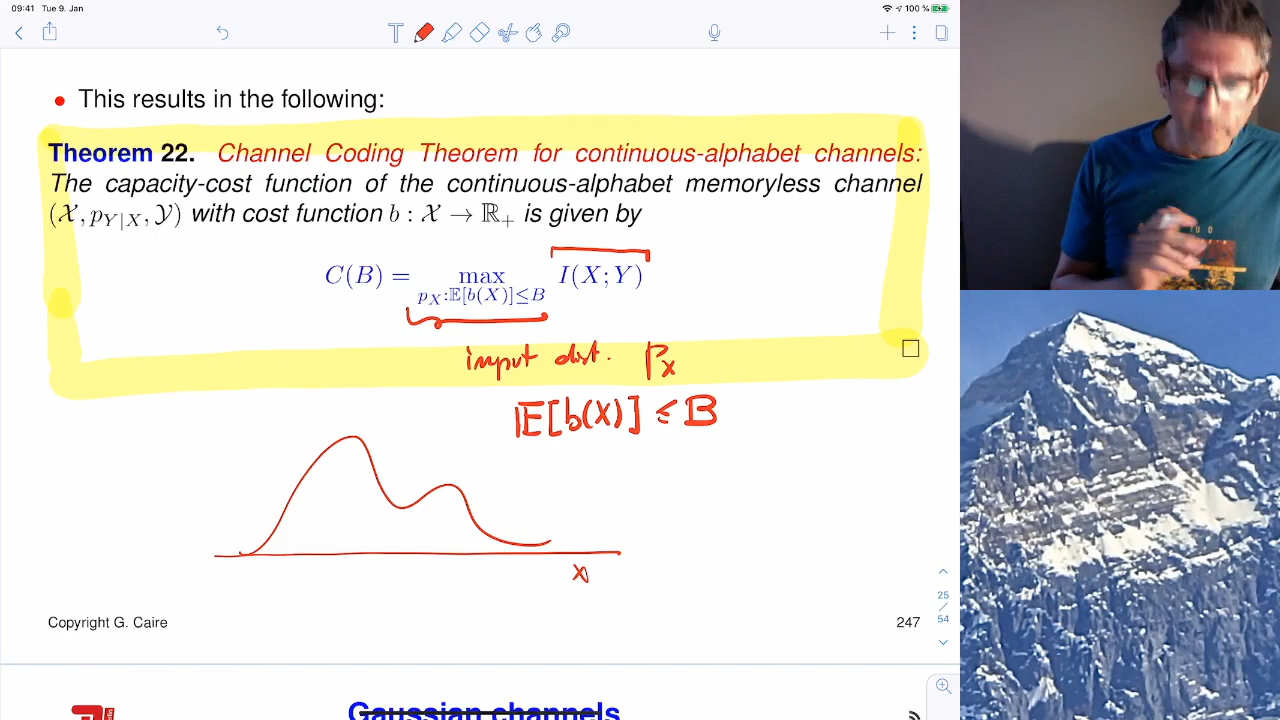 09:41 Tue 9. Jan
100 %
• This results in the following:
Theorem 22. Channel Coding Theorem for continuous-alphabet channels:
The capacity-cost function of the continuous-alphabet memoryless channel
(𝒳, p_{Y|X}, 𝒴) with cost function b : 𝒳 → ℝ₊ is given by
C(B) = max_{p_X:𝔼[b(X)]≤B} I(X; Y)
□
input dist. P_X
𝔼[b(X)] ≤ B
x
Copyright G. Caire
247
25
/
54
Gaussian channels